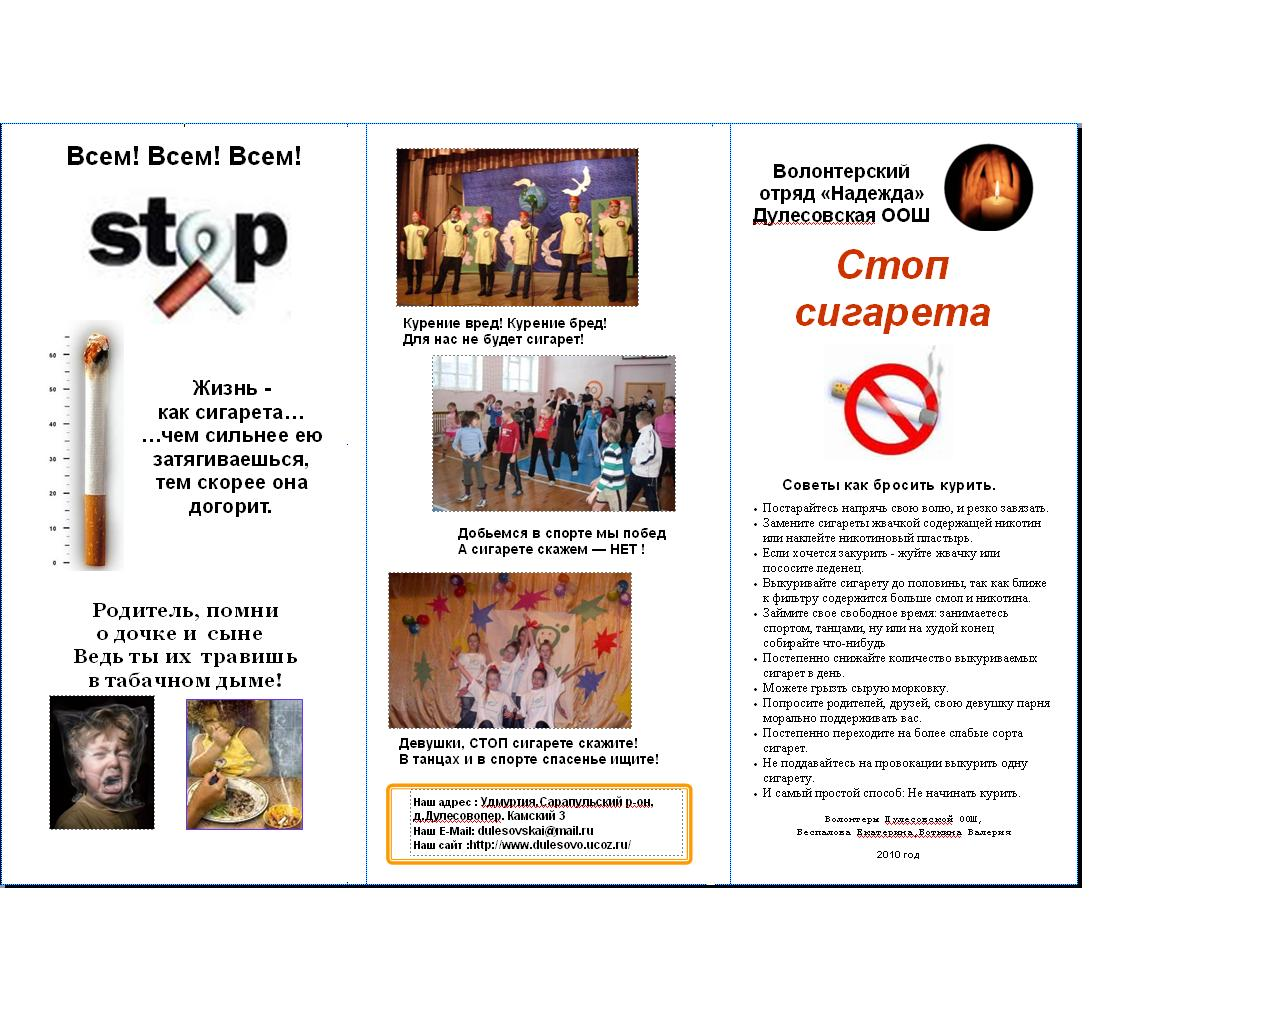 Всем! Всем! Всем!
stop
60
50
40
30
20
10
0
Жизнь -
как сигарета…
…чем сильнее ею
затягиваешься,
тем скорее она
догорит.
Родитель, помни
о дочке и сыне
Ведь ты их травишь
в табачном дыме!
Курение вред! Курение бред!
Для нас не будет сигарет!
Добьемся в спорте мы побед
А сигарете скажем — НЕТ !
Девушки, СТОП сигарете скажите!
В танцах и в спорте спасенье ищите!
Наш адрес : Удмуртия,Сарапульский р-он,
д.Дулесовопер. Камский 3
Наш E-Mail: dulesovskai@mail.ru
Наш сайт :http://www.dulesovo.ucoz.ru/
Волонтерский
отряд «Надежда»
Дулесовская ООШ
Стоп
сигарета
Советы как бросить курить.
• Постарайтесь напрячь свою волю, и резко завязать.
• Замените сигареты жвачкой содержащей никотин
или наклейте никотиновый пластырь.
• Если хочется закурить - жуйте жвачку или
пососите леденец.
• Выкуривайте сигарету до половины, так как ближе
к фильтру содержится больше смол и никотина.
• Займите свое свободное время: занимаетесь
спортом, танцами, ну или на худой конец
собирайте что-нибудь
• Постепенно снижайте количество выкуриваемых
сигарет в день.
• Можете грызть сырую морковку.
• Попросите родителей, друзей, свою девушку парня
морально поддерживать вас.
• Постепенно переходите на более слабые сорта
сигарет.
• Не поддавайтесь на провокации выкурить одну
сигарету.
• И самый простой способ: Не начинать курить.
Волонтеры Дулесовской ООШ,
Беспалова Екатерина,Воткина Валерия
2010 год